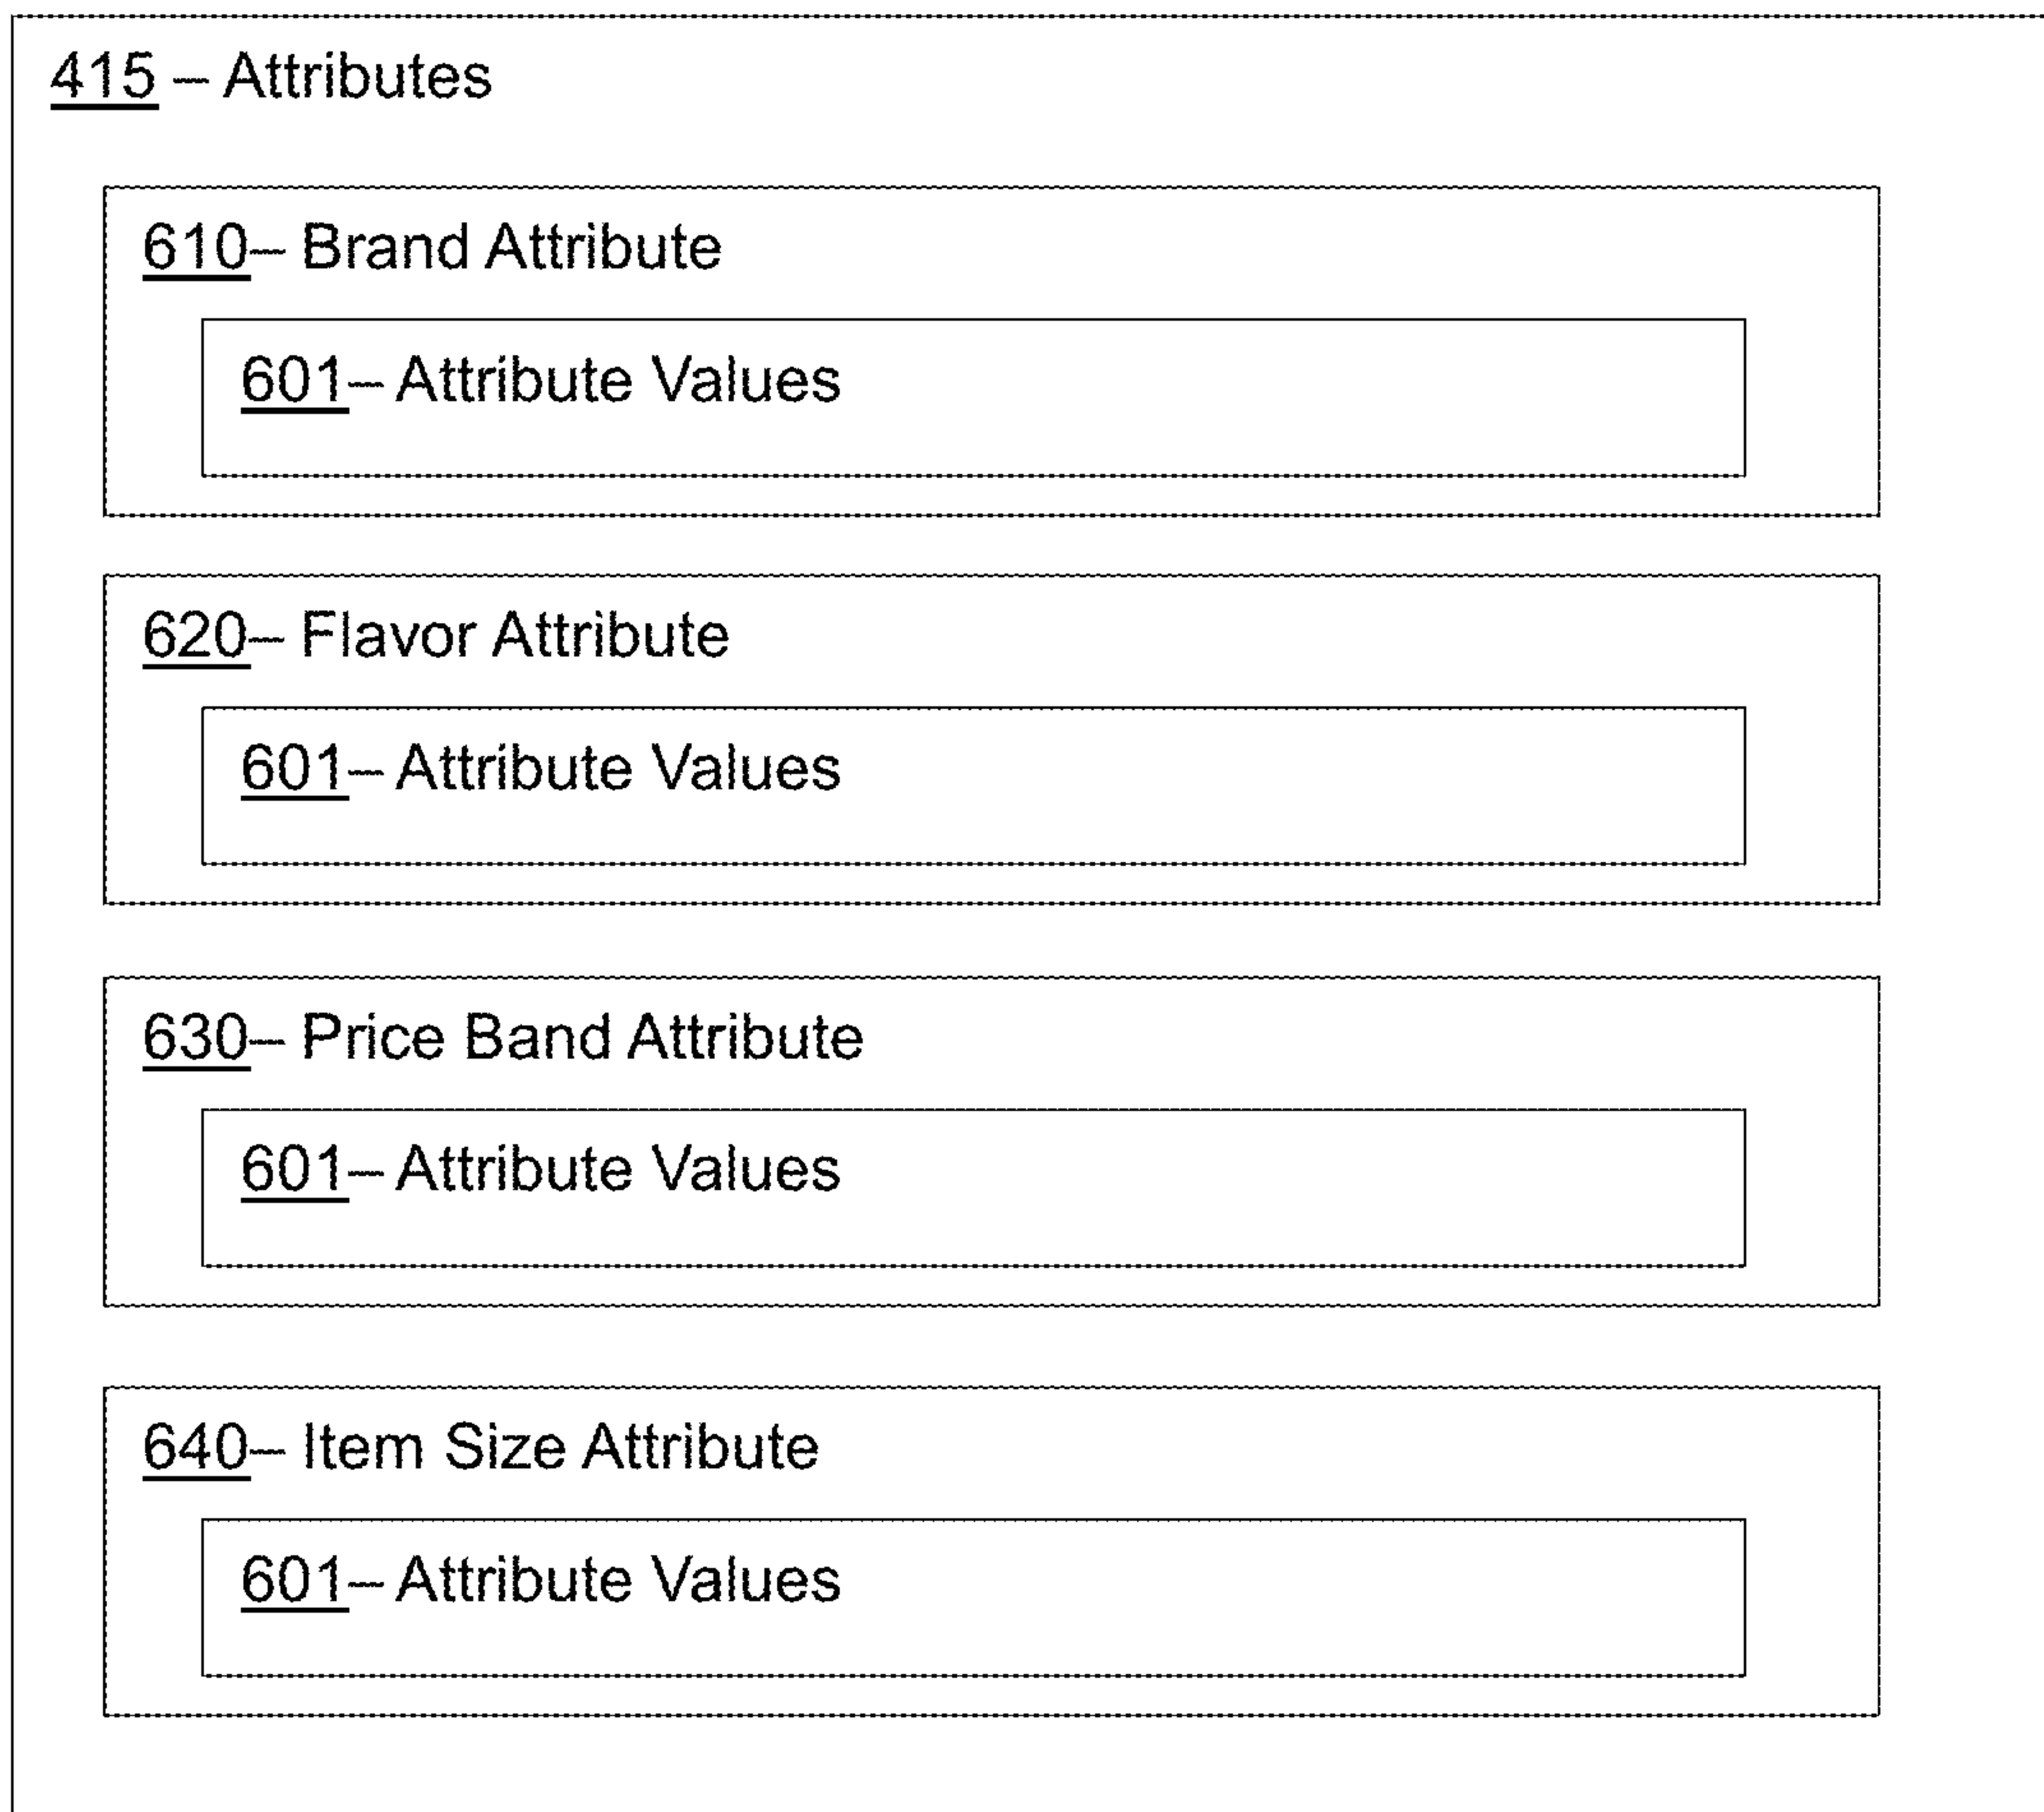 415 – Attributes
610– Brand Attribute
601– Attribute Values
620– Flavor Attribute
601– Attribute Values
630– Price Band Attribute
601– Attribute Values
640– Item Size Attribute
601– Attribute Values